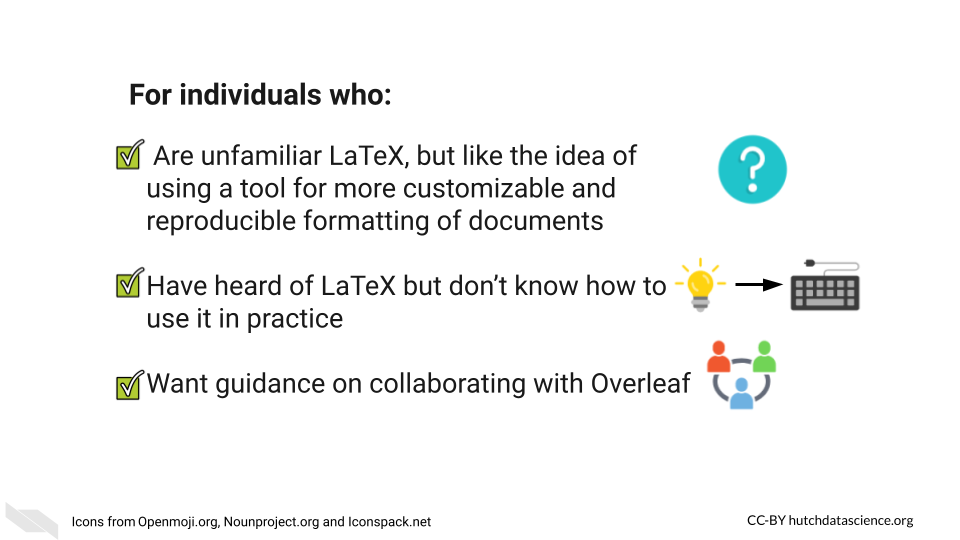 For individuals who:
Are unfamiliar LaTeX, but like the idea of
using a tool for more customizable and
reproducible formatting of documents
Have heard of LaTeX but don’t know how to
use it in practice
Want guidance on collaborating with Overleaf
Icons from Openmoji.org, Nounproject.org and Iconspack.net
CC-BY hutchdatascience.org